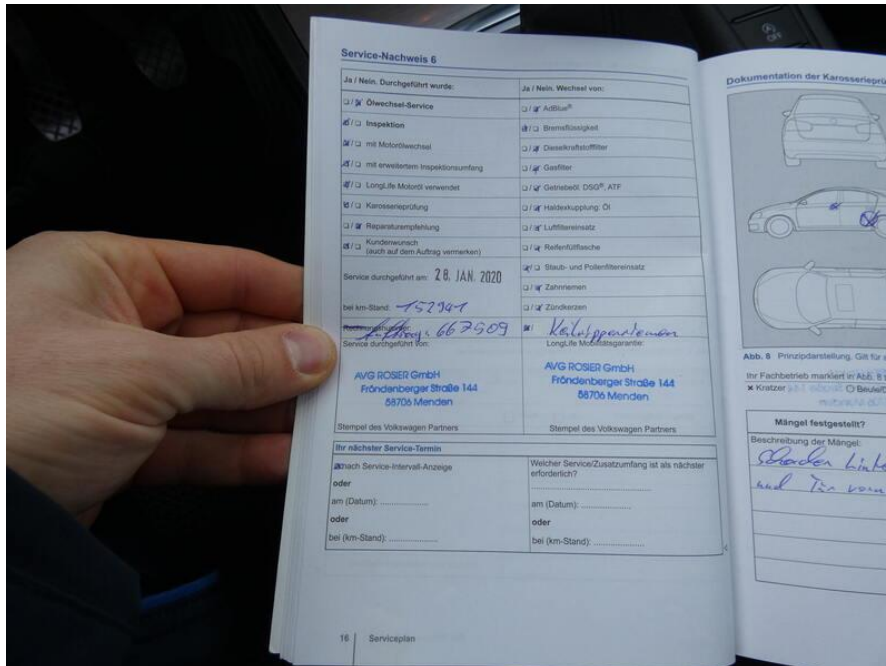 OFF
Service-Nachweis 6
Ja / Nein. Durchgeführt wurde:
Ja / Nein. Wechsel von:
Ölwechsel-Service
AdBlue®
Inspektion
Bremsflüssigkeit
mit Motorölwechsel
Dieselkraftstofffilter
mit erweitertem Inspektionsumfang
Gasfilter
LongLife Motoröl verwendet
Getriebeöl, DSG®, ATF
Karosserieprüfung
Haldexkupplung: Öl
Reparaturempfehlung
Luftfiltereinsatz
Kundenwunsch
(auch auf dem Auftrag vermerken)
Reifenfüllflasche
Service durchgeführt am: 28. JAN. 2020
Staub- und Pollenfiltereinsatz
Zahnriemen
bei km-Stand: 152941
Zündkerzen
667509
Keilrippenriemen
Service durchgeführt von:
LongLife Mobilitätsgarantie:
AVG ROSIER GmbH
Fröndenberger Straße 144
58706 Menden
AVG ROSIER GmbH
Fröndenberger Straße 144
58706 Menden
Stempel des Volkswagen Partners
Stempel des Volkswagen Partners
Ihr nächster Service-Termin
nach Service-Intervall-Anzeige
oder
am (Datum):
oder
bei (km-Stand):
Welcher Service/Zusatzumfang ist als nächster
erforderlich?
am (Datum):
oder
bei (km-Stand):
16 Serviceplan
Dokumentation der
Abb. 8 Prinzipdarstellung. Gilt für
Ihr Fachbetrieb markiert in Abb. 8
x Kratzer
Mängel festgestellt?
Beschreibung der Mängel:
Schaden
und Tür